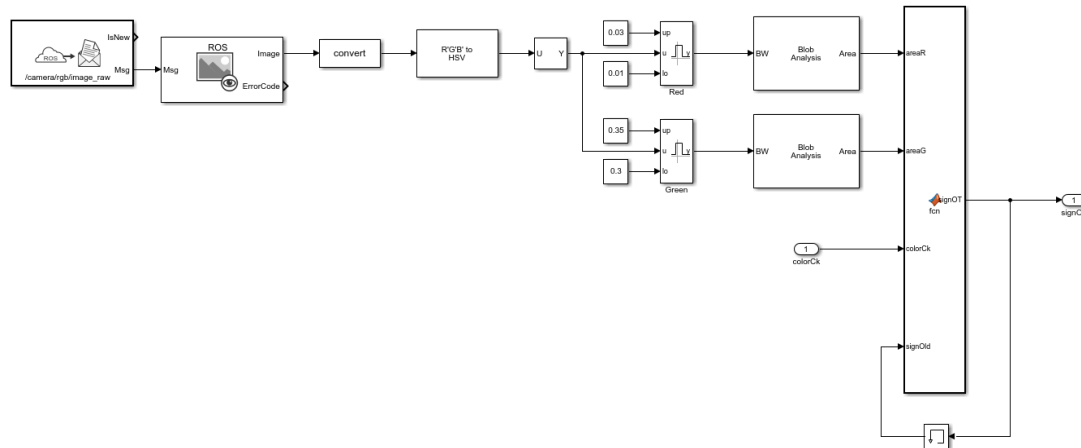 IsNew
ROS
/camera/rgb/image_raw
Msg
ROS
Msg
Image
ErrorCode
convert
R'G'B' to
HSV
U
Y
0.03
0.01
up
u
lo
y
Red
BW
Blob
Analysis
Area
0.35
0.3
up
u
lo
y
Green
BW
Blob
Analysis
Area
areaR
areaG
colorCk
signOld
signOT
fcn
1
colorCk
1